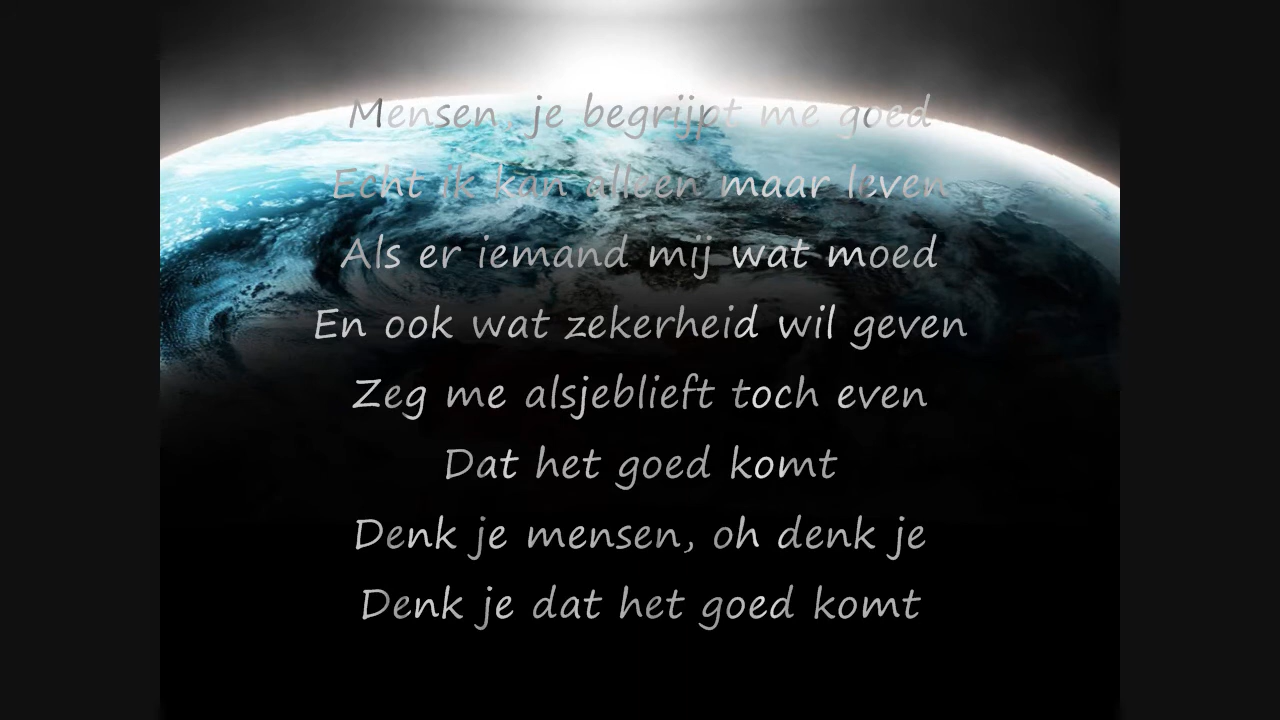 Mensen, je begrijpt me goed
Echt ik kan alleen maar leven
Als er iemand mij wat moed
En ook wat zekerheid wil geven
Zeg me alsjeblieft toch even
Dat het goed komt
Denk je mensen, oh denk je
Denk je dat het goed komt